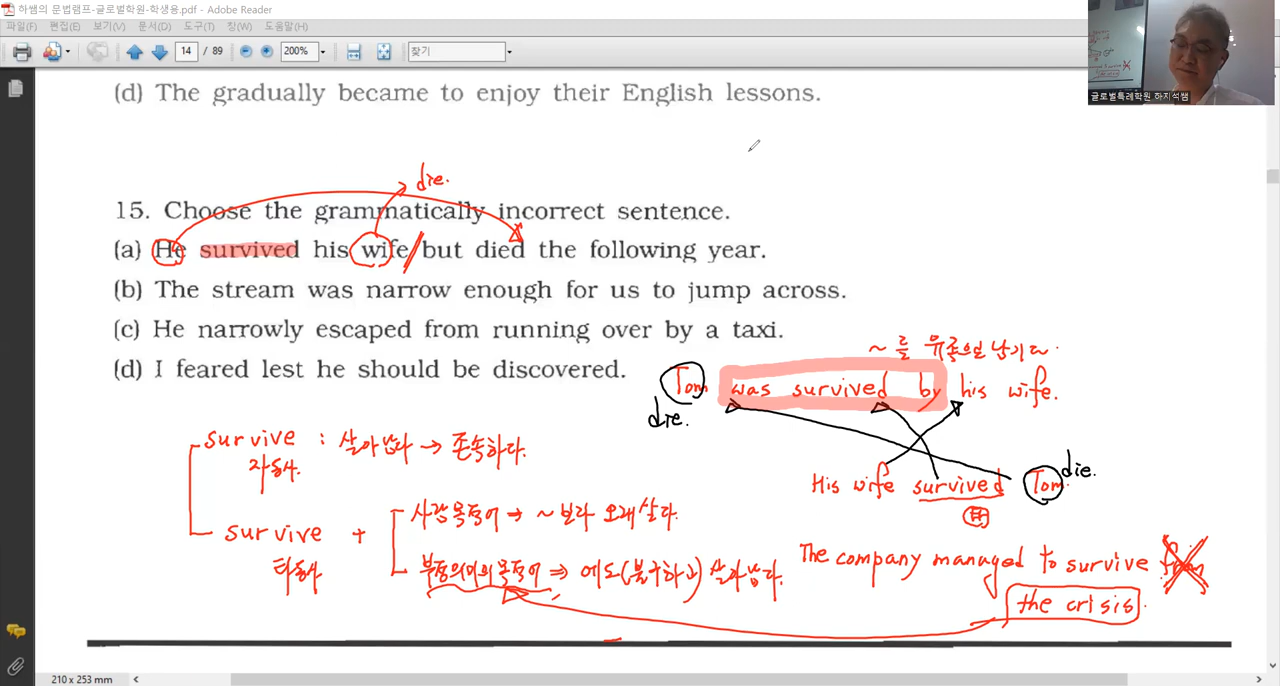 하쌤의 문법램프-글로벌학원-학생용.pdf - Adobe Reader
파일(F) 편집(E) 보기(V) 문서(D) 도구(T) 창(W) 도움말(H)
14 / 89 200% 찾기
글로벌특례학원 하지석쌤
(d) The gradually became to enjoy their English lessons.
die.
15. Choose the grammatically incorrect sentence.
(a) He survived his wife but died the following year.
(b) The stream was narrow enough for us to jump across.
(c) He narrowly escaped from running over by a taxi.
(d) I feared lest he should be discovered.
~를 유족으로 남기다.
Tom was survived by his wife.
die.
survive : 살아남다 → 존속하다.
자동사.
die.
His wife survived Tom.
사람목적어 → ~보다 오래살다.
survive +
타동사
부정의미의 목적어 ⇒ 에도(불구하고) 살아남다.
The company managed to survive from
the crisis.
210 x 253 mm